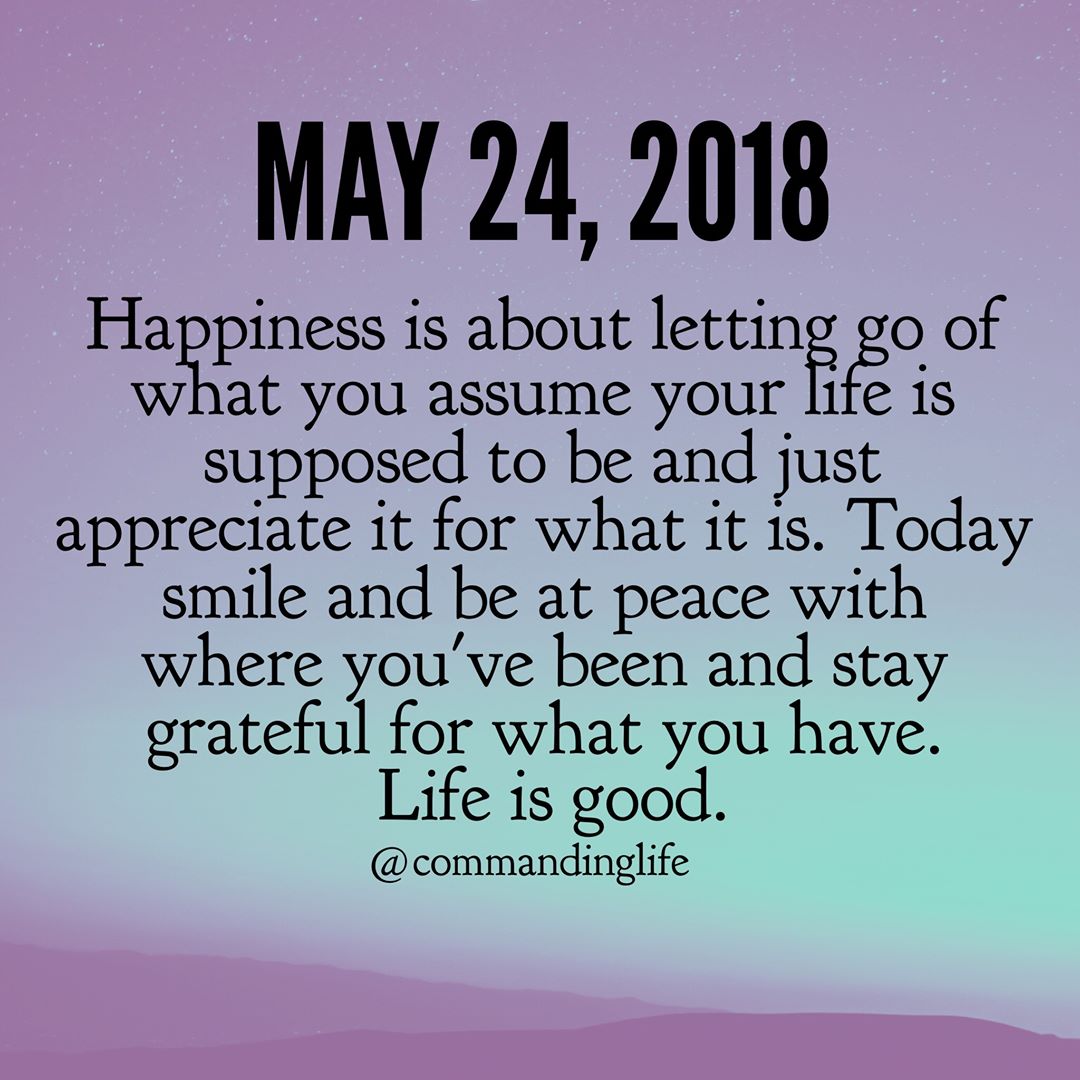 MAY 24, 2018
Happiness is about letting go of
what you assume your life is
supposed to be and just
appreciate it for what it is. Today
smile and be at peace with
where you've been and stay
grateful for what you have.
Life is good.
@commandinglife